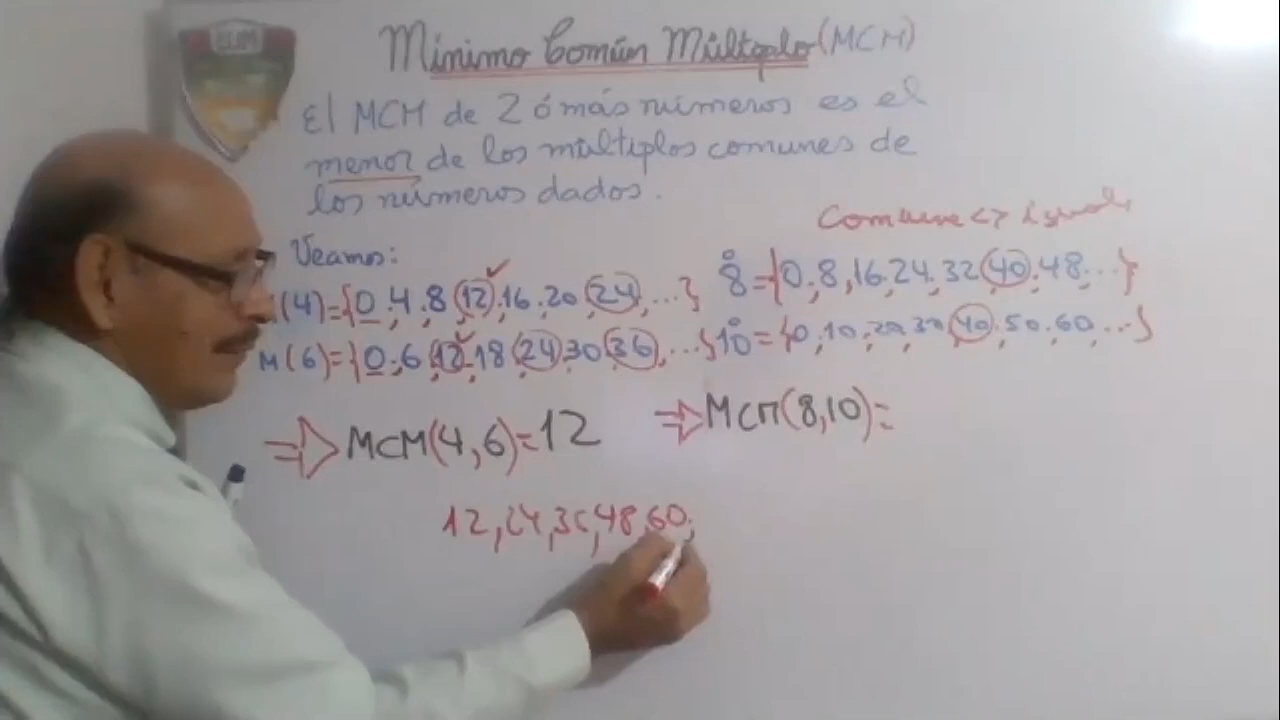 ELIM
Mínimo Común Múltiplo (MCM)
El MCM de 2 ó más números es el
menor de los múltiplos comunes de
los números dados.
Comune <> iguales
Veamos:
(4)={0;4;8;12;16;20;24;...}
M(6)={0;6;12;18;24;30;36;...}
8̊={0;8;16;24;32;40;48;...}
10̊={0;10;20;30;40;50;60;...}
⇒MCM(4,6)=12
⇒MCM(8,10)=
12,24,36,48,60;